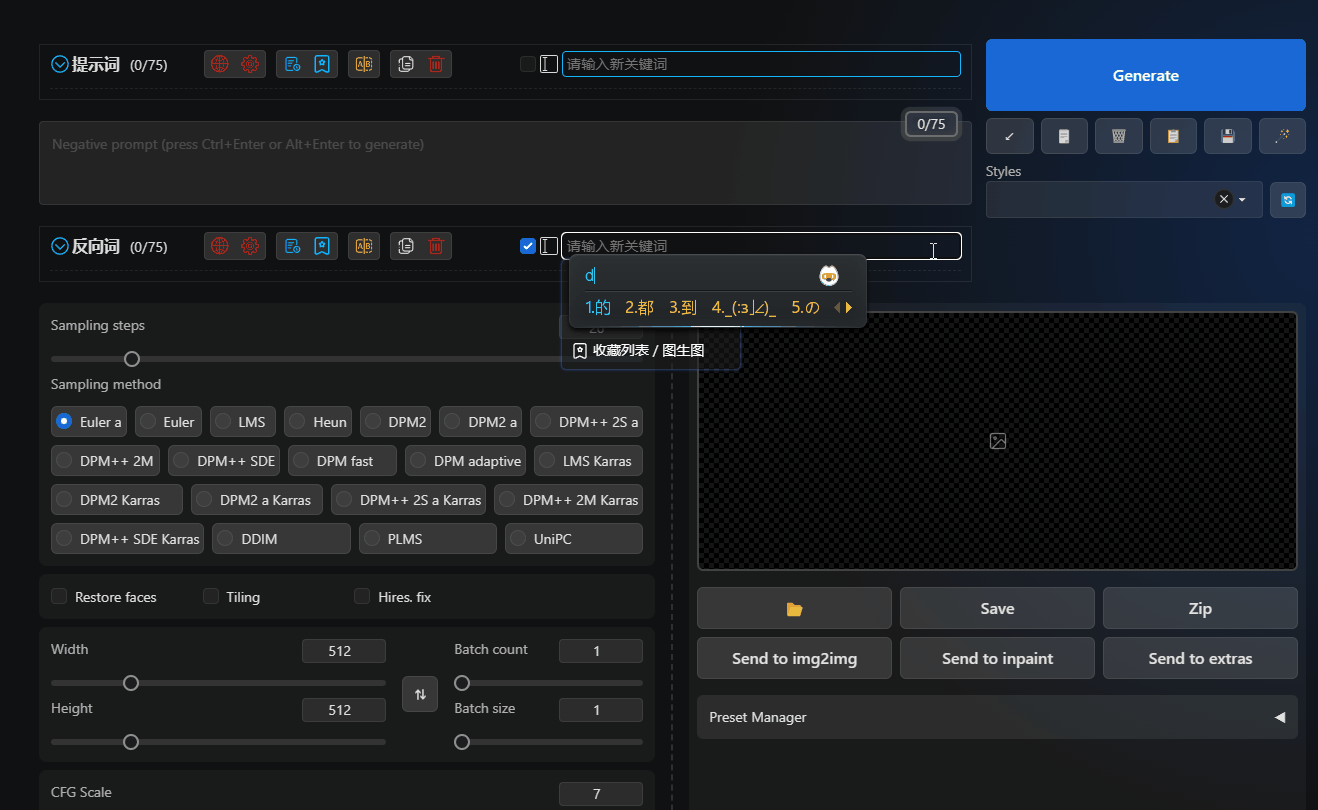 提示词 (0/75)
请输入新关键词
Generate
0/75
Negative prompt (press Ctrl+Enter or Alt+Enter to generate)
Styles
反向词 (0/75)
请输入新关键词
d
1.的 2.都 3.到 4._(:з」∠)_ 5.の
收藏列表 / 图生图
Sampling steps
20
Sampling method
Euler a Euler LMS Heun DPM2 DPM2 a DPM++ 2S a
DPM++ 2M DPM++ SDE DPM fast DPM adaptive LMS Karras
DPM2 Karras DPM2 a Karras DPM++ 2S a Karras DPM++ 2M Karras
DPM++ SDE Karras DDIM PLMS UniPC
Restore faces Tiling Hires. fix
Width 512 Batch count 1
Height 512 Batch size 1
CFG Scale 7
Save Zip
Send to img2img Send to inpaint Send to extras
Preset Manager